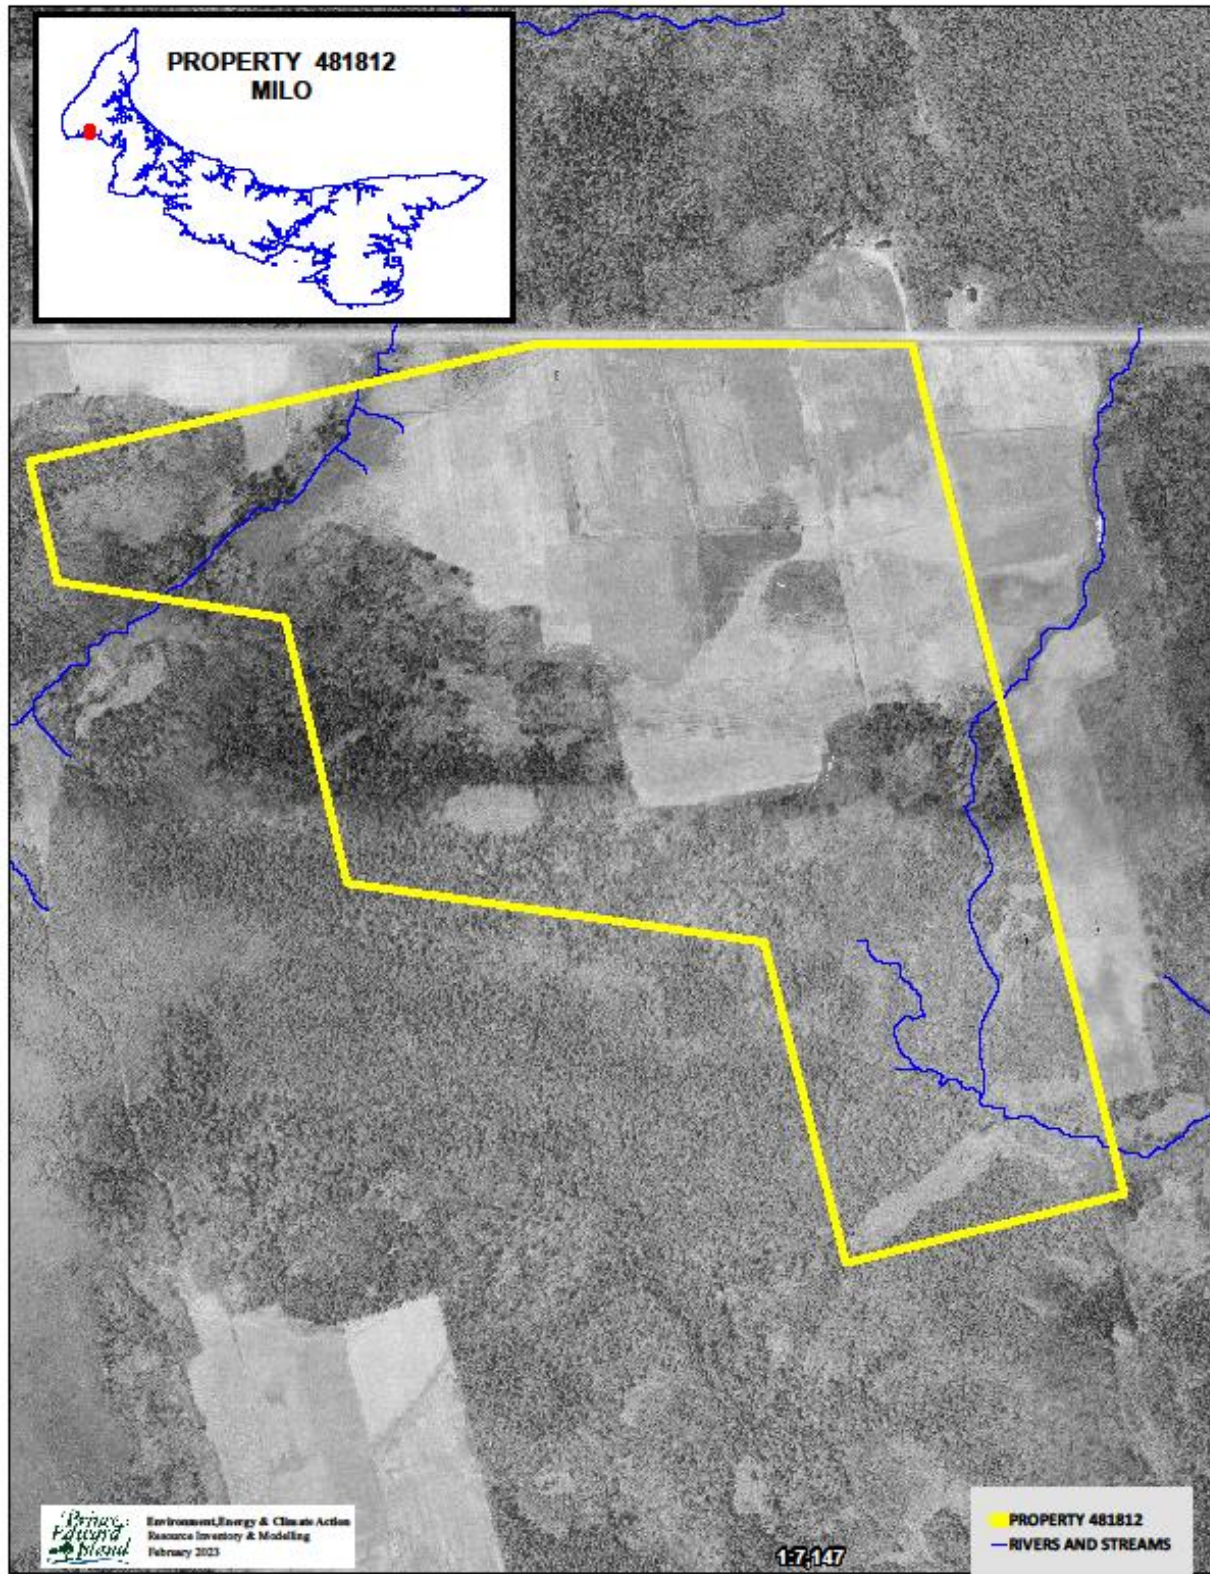 PROPERTY 481812
MILO
Prince
Edward
Island
Environment,Energy & Climate Action
Resource Inventory & Modelling
February 2023
1:7,147
PROPERTY 481812
RIVERS AND STREAMS